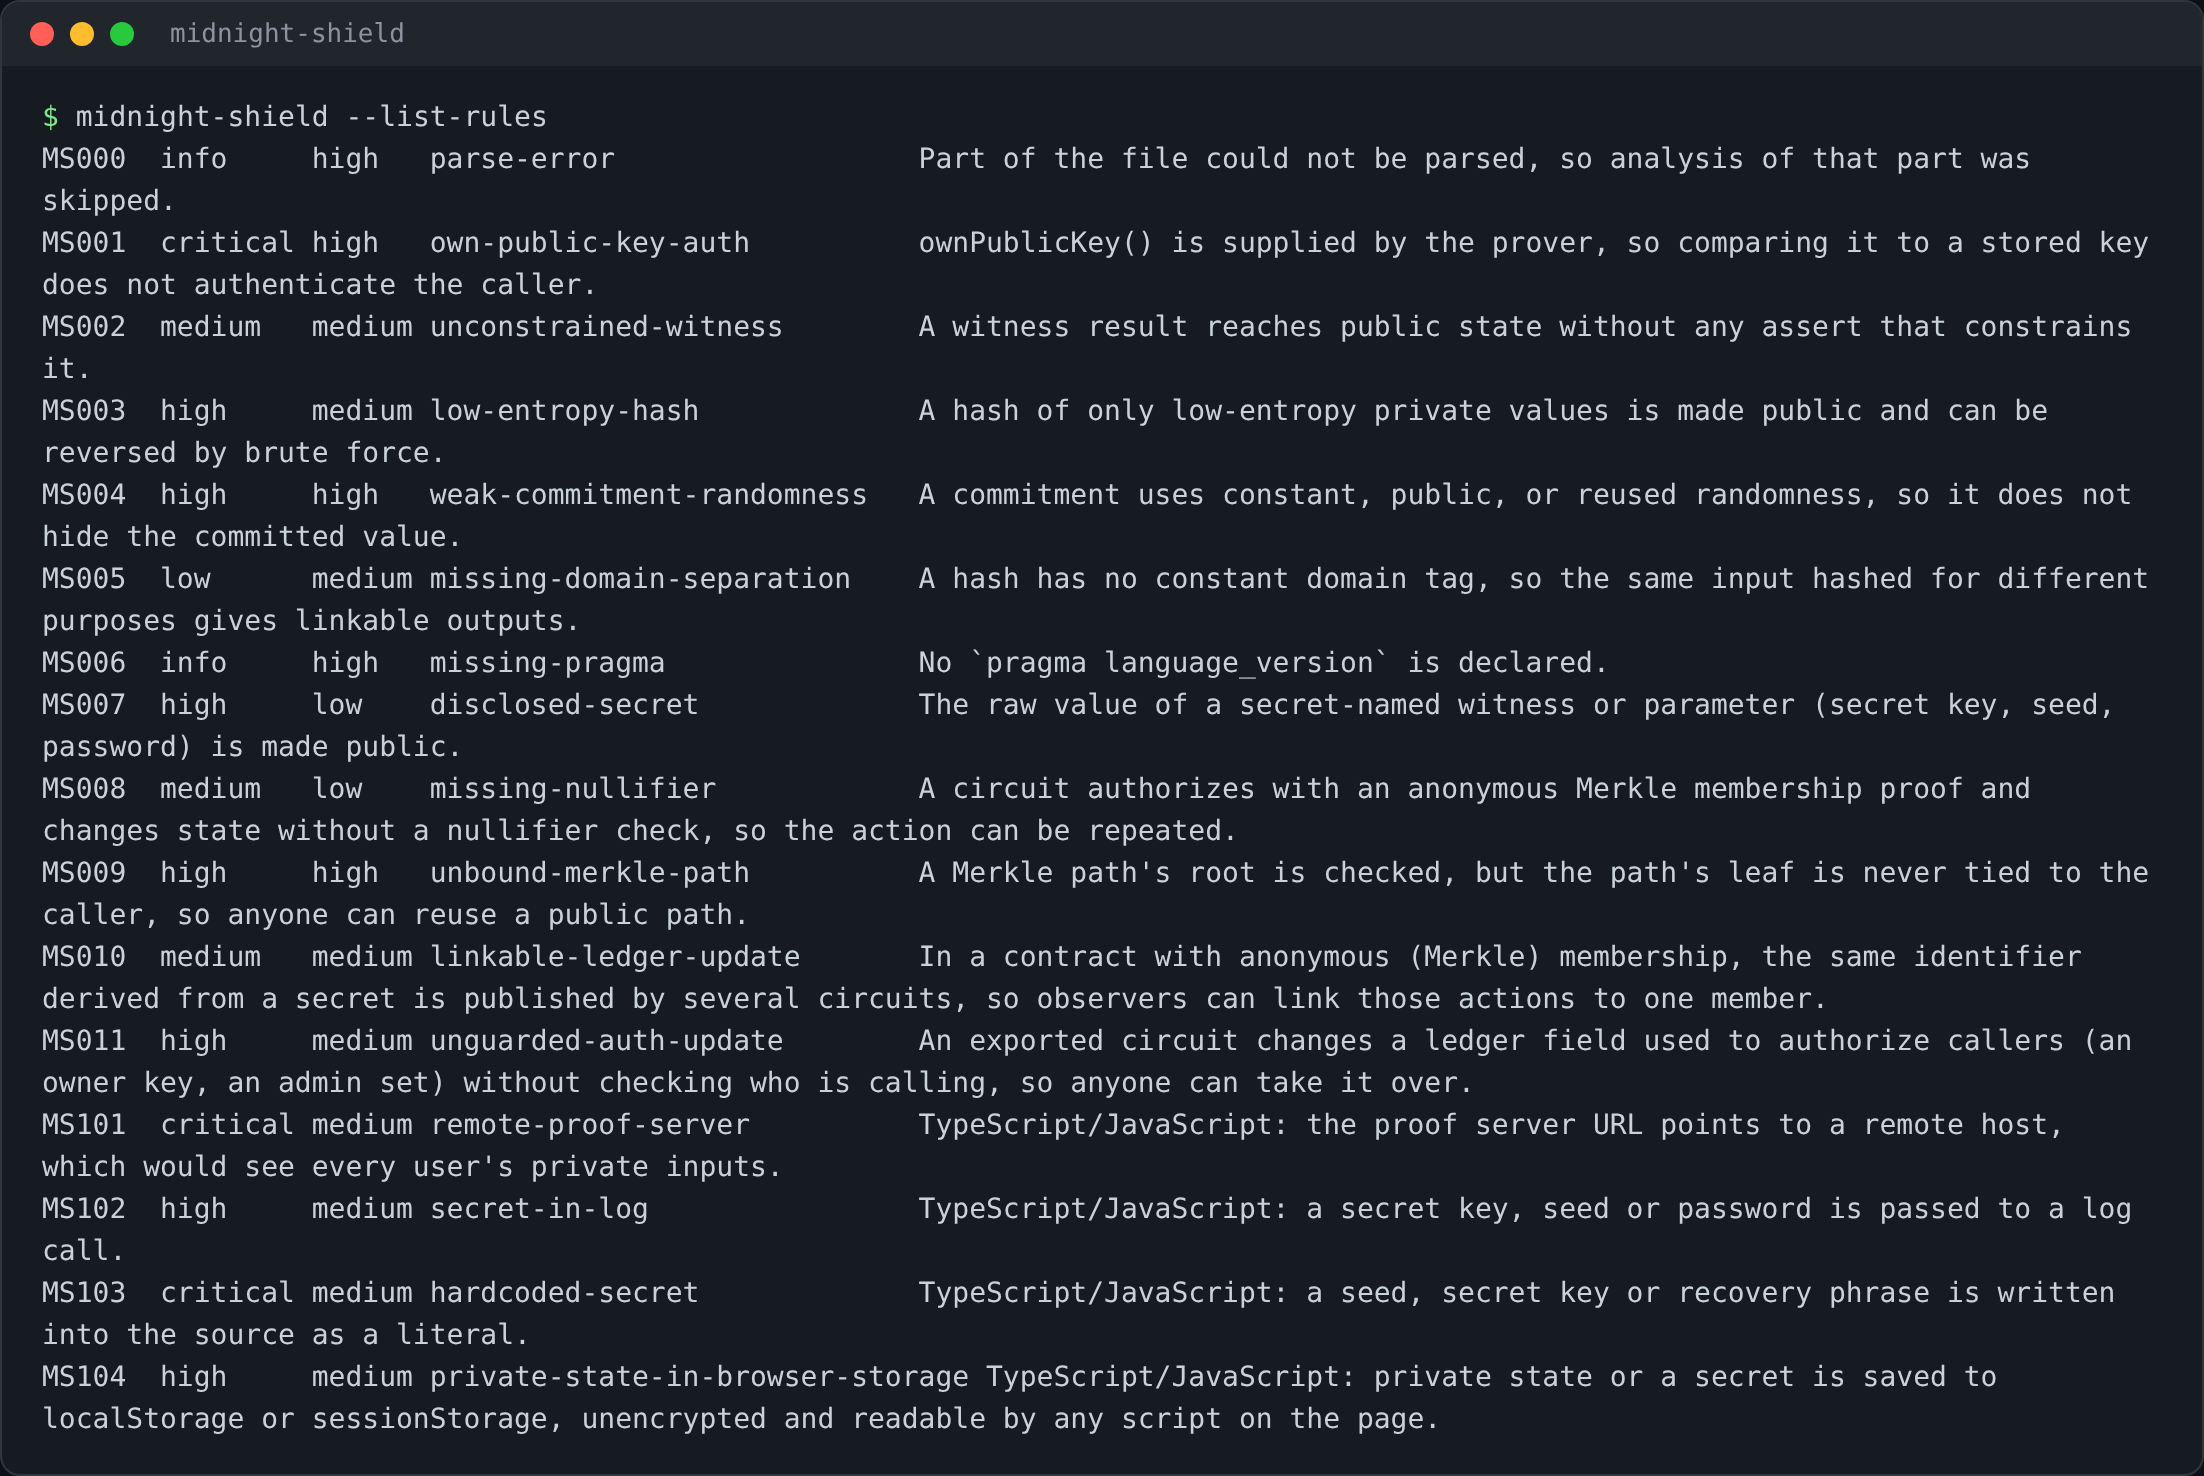 midnight-shield
$ midnight-shield --list-rules
MS000  info     high   parse-error                  Part of the file could not be parsed, so analysis of that part was
skipped.
MS001  critical high   own-public-key-auth          ownPublicKey() is supplied by the prover, so comparing it to a stored key
does not authenticate the caller.
MS002  medium   medium unconstrained-witness        A witness result reaches public state without any assert that constrains
it.
MS003  high     medium low-entropy-hash             A hash of only low-entropy private values is made public and can be
reversed by brute force.
MS004  high     high   weak-commitment-randomness   A commitment uses constant, public, or reused randomness, so it does not
hide the committed value.
MS005  low      medium missing-domain-separation    A hash has no constant domain tag, so the same input hashed for different
purposes gives linkable outputs.
MS006  info     high   missing-pragma               No `pragma language_version` is declared.
MS007  high     low    disclosed-secret             The raw value of a secret-named witness or parameter (secret key, seed,
password) is made public.
MS008  medium   low    missing-nullifier            A circuit authorizes with an anonymous Merkle membership proof and
changes state without a nullifier check, so the action can be repeated.
MS009  high     high   unbound-merkle-path          A Merkle path's root is checked, but the path's leaf is never tied to the
caller, so anyone can reuse a public path.
MS010  medium   medium linkable-ledger-update       In a contract with anonymous (Merkle) membership, the same identifier
derived from a secret is published by several circuits, so observers can link those actions to one member.
MS011  high     medium unguarded-auth-update        An exported circuit changes a ledger field used to authorize callers (an
owner key, an admin set) without checking who is calling, so anyone can take it over.
MS101  critical medium remote-proof-server          TypeScript/JavaScript: the proof server URL points to a remote host,
which would see every user's private inputs.
MS102  high     medium secret-in-log                TypeScript/JavaScript: a secret key, seed or password is passed to a log
call.
MS103  critical medium hardcoded-secret             TypeScript/JavaScript: a seed, secret key or recovery phrase is written
into the source as a literal.
MS104  high     medium private-state-in-browser-storage TypeScript/JavaScript: private state or a secret is saved to
localStorage or sessionStorage, unencrypted and readable by any script on the page.